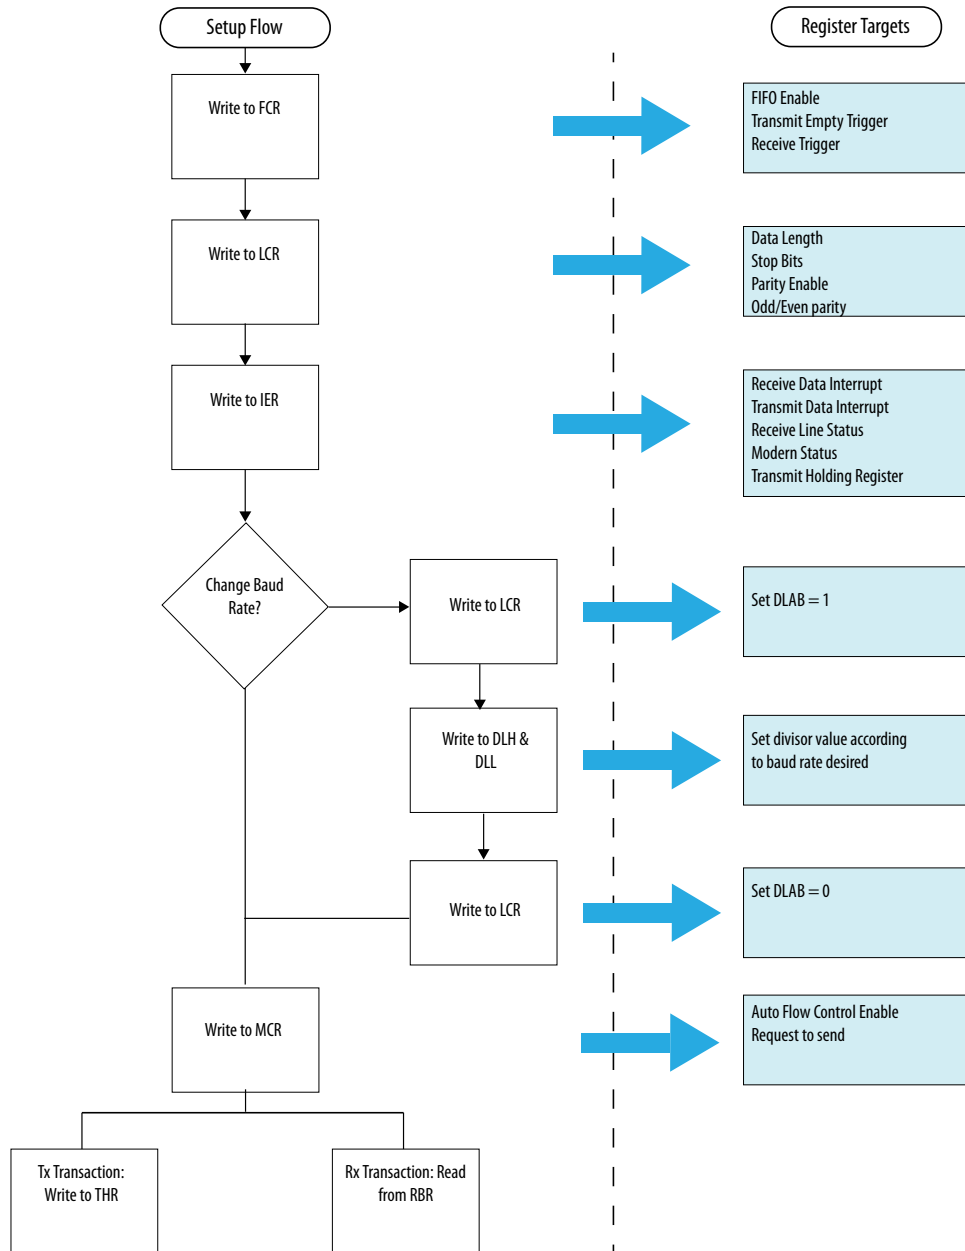 Setup Flow
Register Targets
Write to FCR
FIFO Enable
Transmit Empty Trigger
Receive Trigger
Write to LCR
Data Length
Stop Bits
Parity Enable
Odd/Even parity
Write to IER
Receive Data Interrupt
Transmit Data Interrupt
Receive Line Status
Modern Status
Transmit Holding Register
Change Baud
Rate?
Write to LCR
Set DLAB = 1
Write to DLH &
DLL
Set divisor value according
to baud rate desired
Write to LCR
Set DLAB = 0
Write to MCR
Auto Flow Control Enable
Request to send
Tx Transaction:
Write to THR
Rx Transaction: Read
from RBR